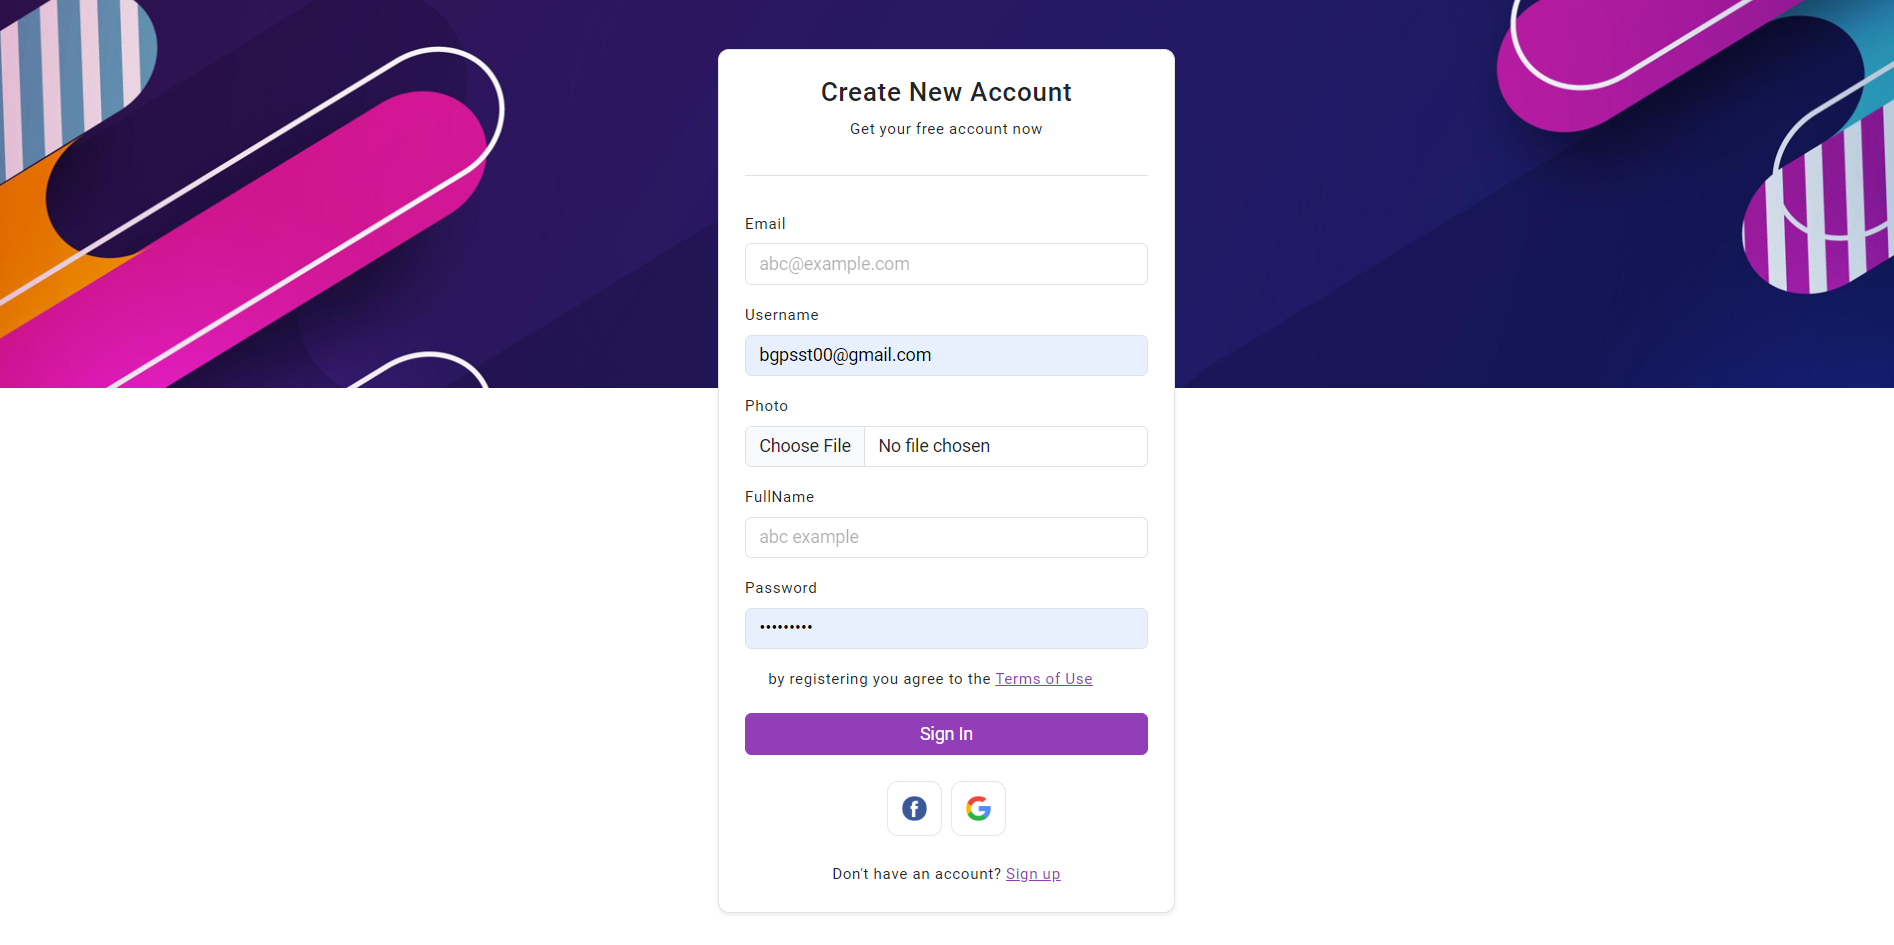 Create New Account
Get your free account now
Email
abc@example.com
Username
bgpsst00@gmail.com
Photo
Choose File No file chosen
FullName
abc example
Password
•••••••••
by registering you agree to the Terms of Use
Sign In
Don't have an account? Sign up